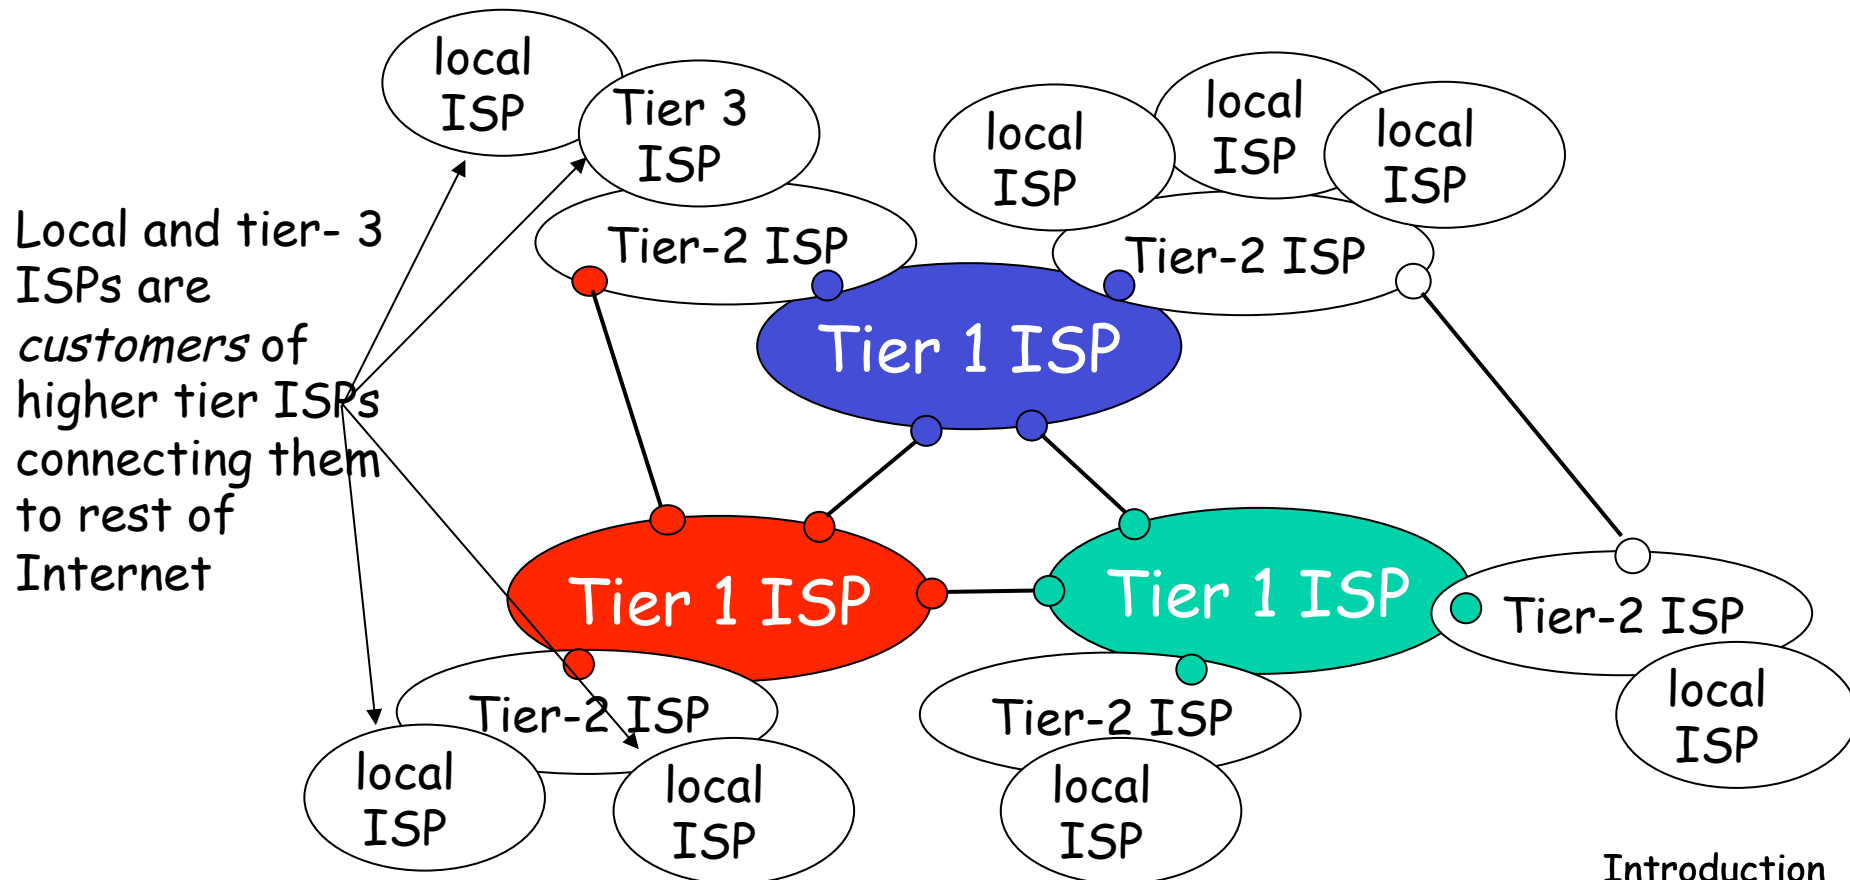 local
ISP
Tier 3
ISP
local
ISP
local
ISP
local
ISP
Local and tier- 3
ISPs are
customers of
higher tier ISPs
connecting them
to rest of
Internet
Tier-2 ISP
Tier-2 ISP
Tier 1 ISP
Tier 1 ISP
Tier 1 ISP
Tier-2 ISP
local
ISP
Tier-2 ISP
Tier-2 ISP
local
ISP
local
ISP
local
ISP
Introduction